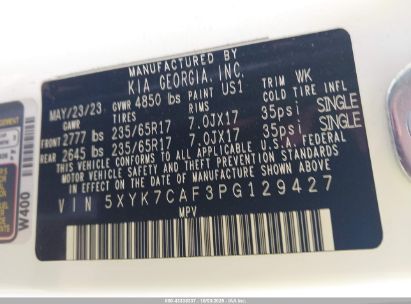 MANUFACTURED BY
KIA GEORGIA, INC.
MAY/23/23 GVWR 4850 lbs PAINT US1 TRIM WK
GAWR TIRES RIMS COLD TIRE INFL
FRONT 2777 lbs 235/65R17 7.0JX17 35psi SINGLE
REAR 2645 lbs 235/65R17 7.0JX17 35psi SINGLE
THIS VEHICLE CONFORMS TO ALL APPLICABLE U.S.A. FEDERAL
MOTOR VEHICLE SAFETY STANDARDS IN EFFECT ON
THE DATE OF MANUFACTURE SHOWN ABOVE.
VIN 5XYK7CAF3PG129427
MPV
W400